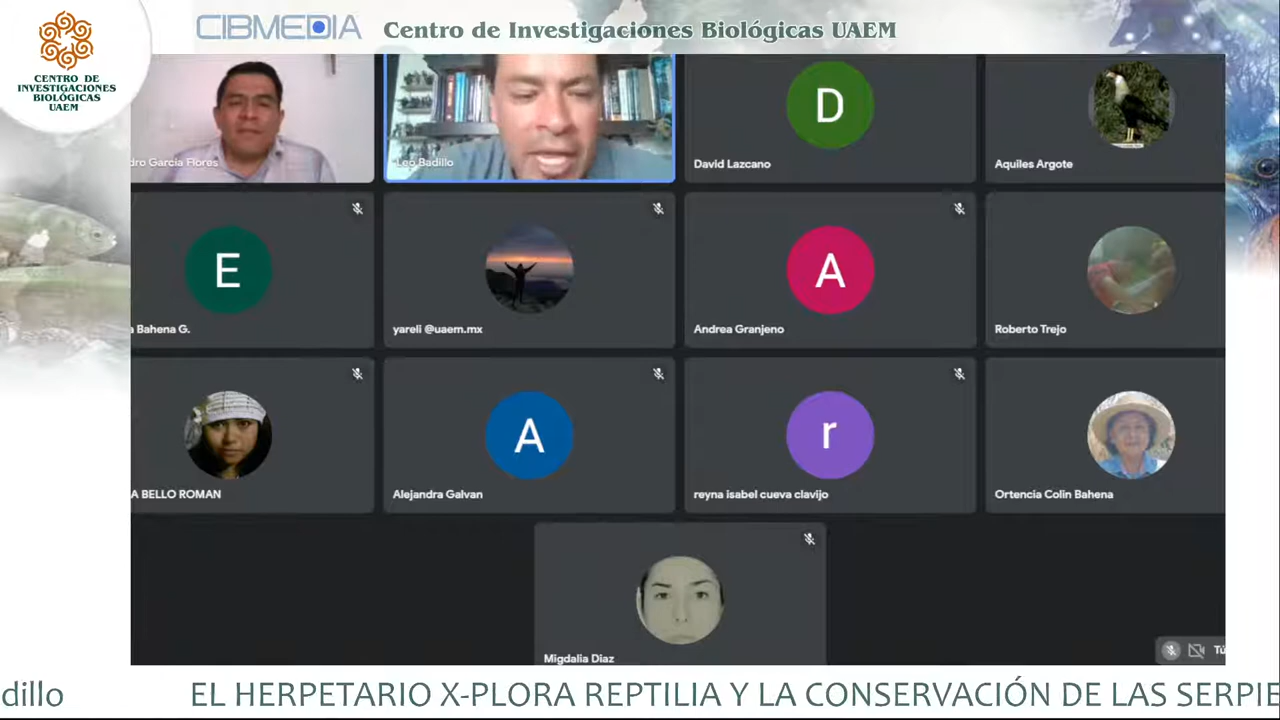 CENTRO DE
INVESTIGACIONES
BIOLÓGICAS
UAEM
CIBMEDIA
Centro de Investigaciones Biológicas UAEM
dro García Flores
Leo Badillo
D
David Lazcano
Aquiles Argote
E
a Bahena G.
yareli @uaem.mx
A
Andrea Granjeno
Roberto Trejo
A BELLO ROMAN
A
Alejandra Galvan
r
reyna isabel cueva clavijo
Ortencia Colin Bahena
Migdalia Diaz
Tú
dillo EL HERPETARIO X-PLORA REPTILIA Y LA CONSERVACIÓN DE LAS SERPIE